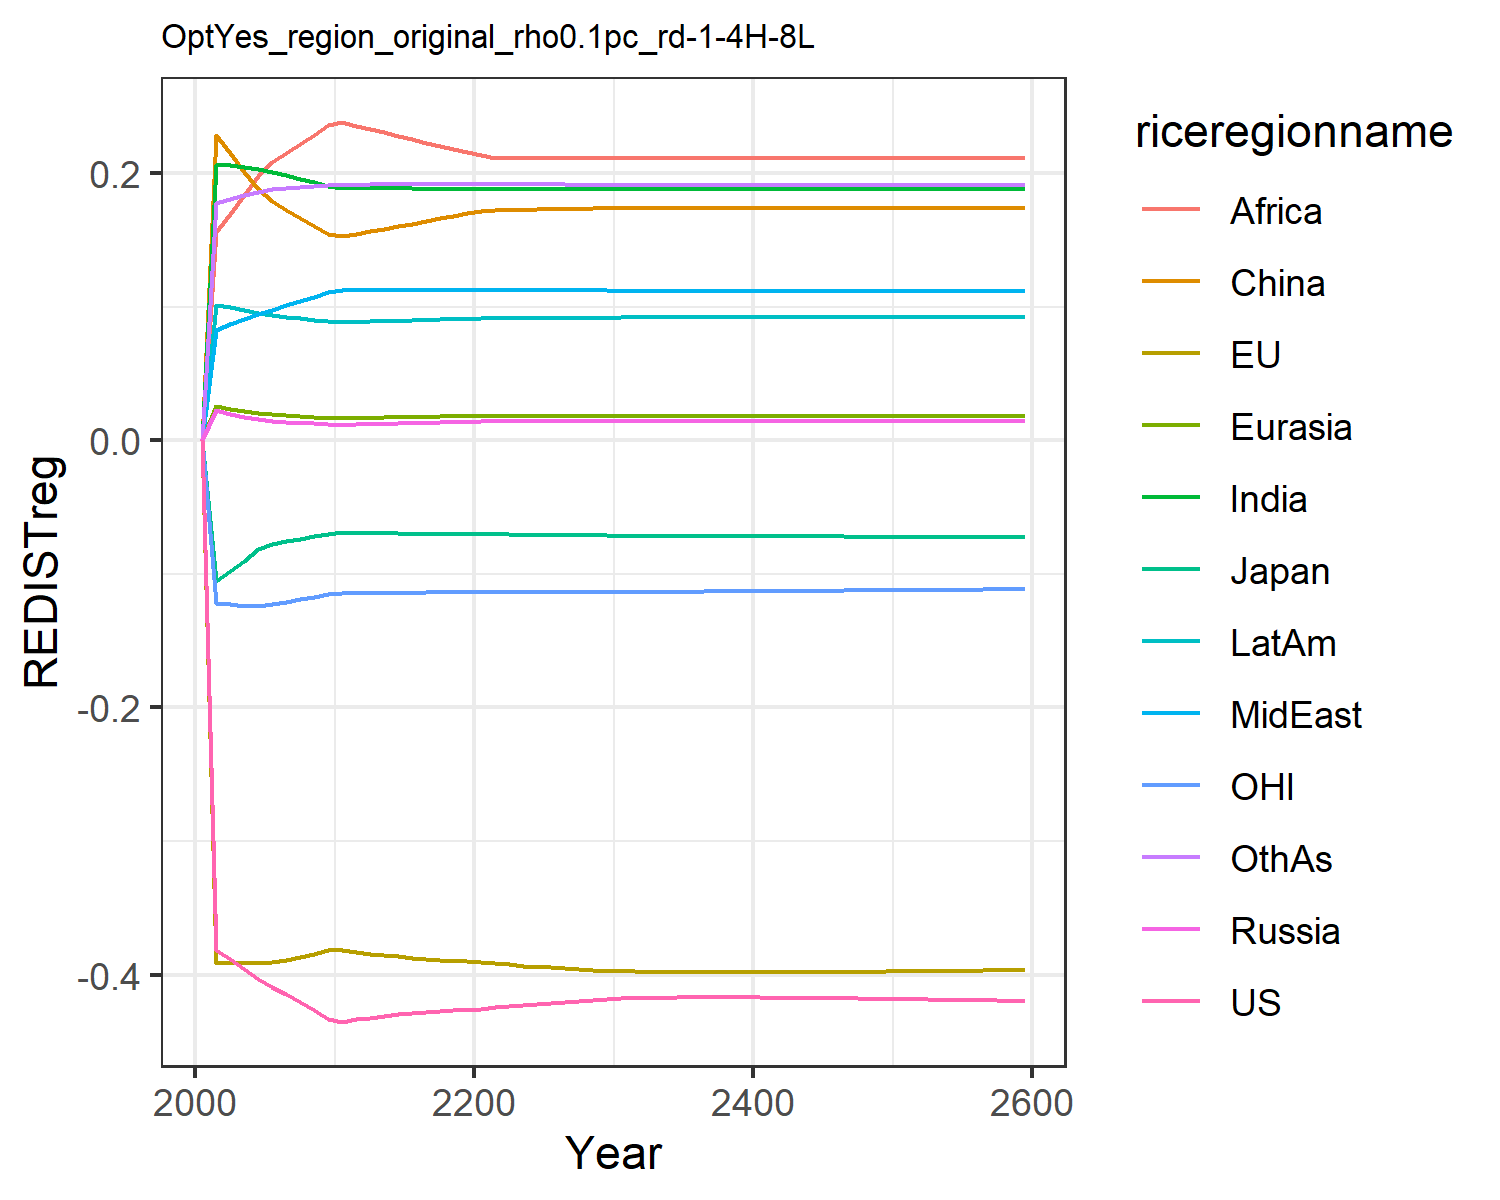 OptYes_region_original_rho0.1pc_rd-1-4H-8L
REDISTreg
0.2
0.0
-0.2
-0.4
2000
2200
2400
2600
Year
riceregionname
Africa
China
EU
Eurasia
India
Japan
LatAm
MidEast
OHI
OthAs
Russia
US